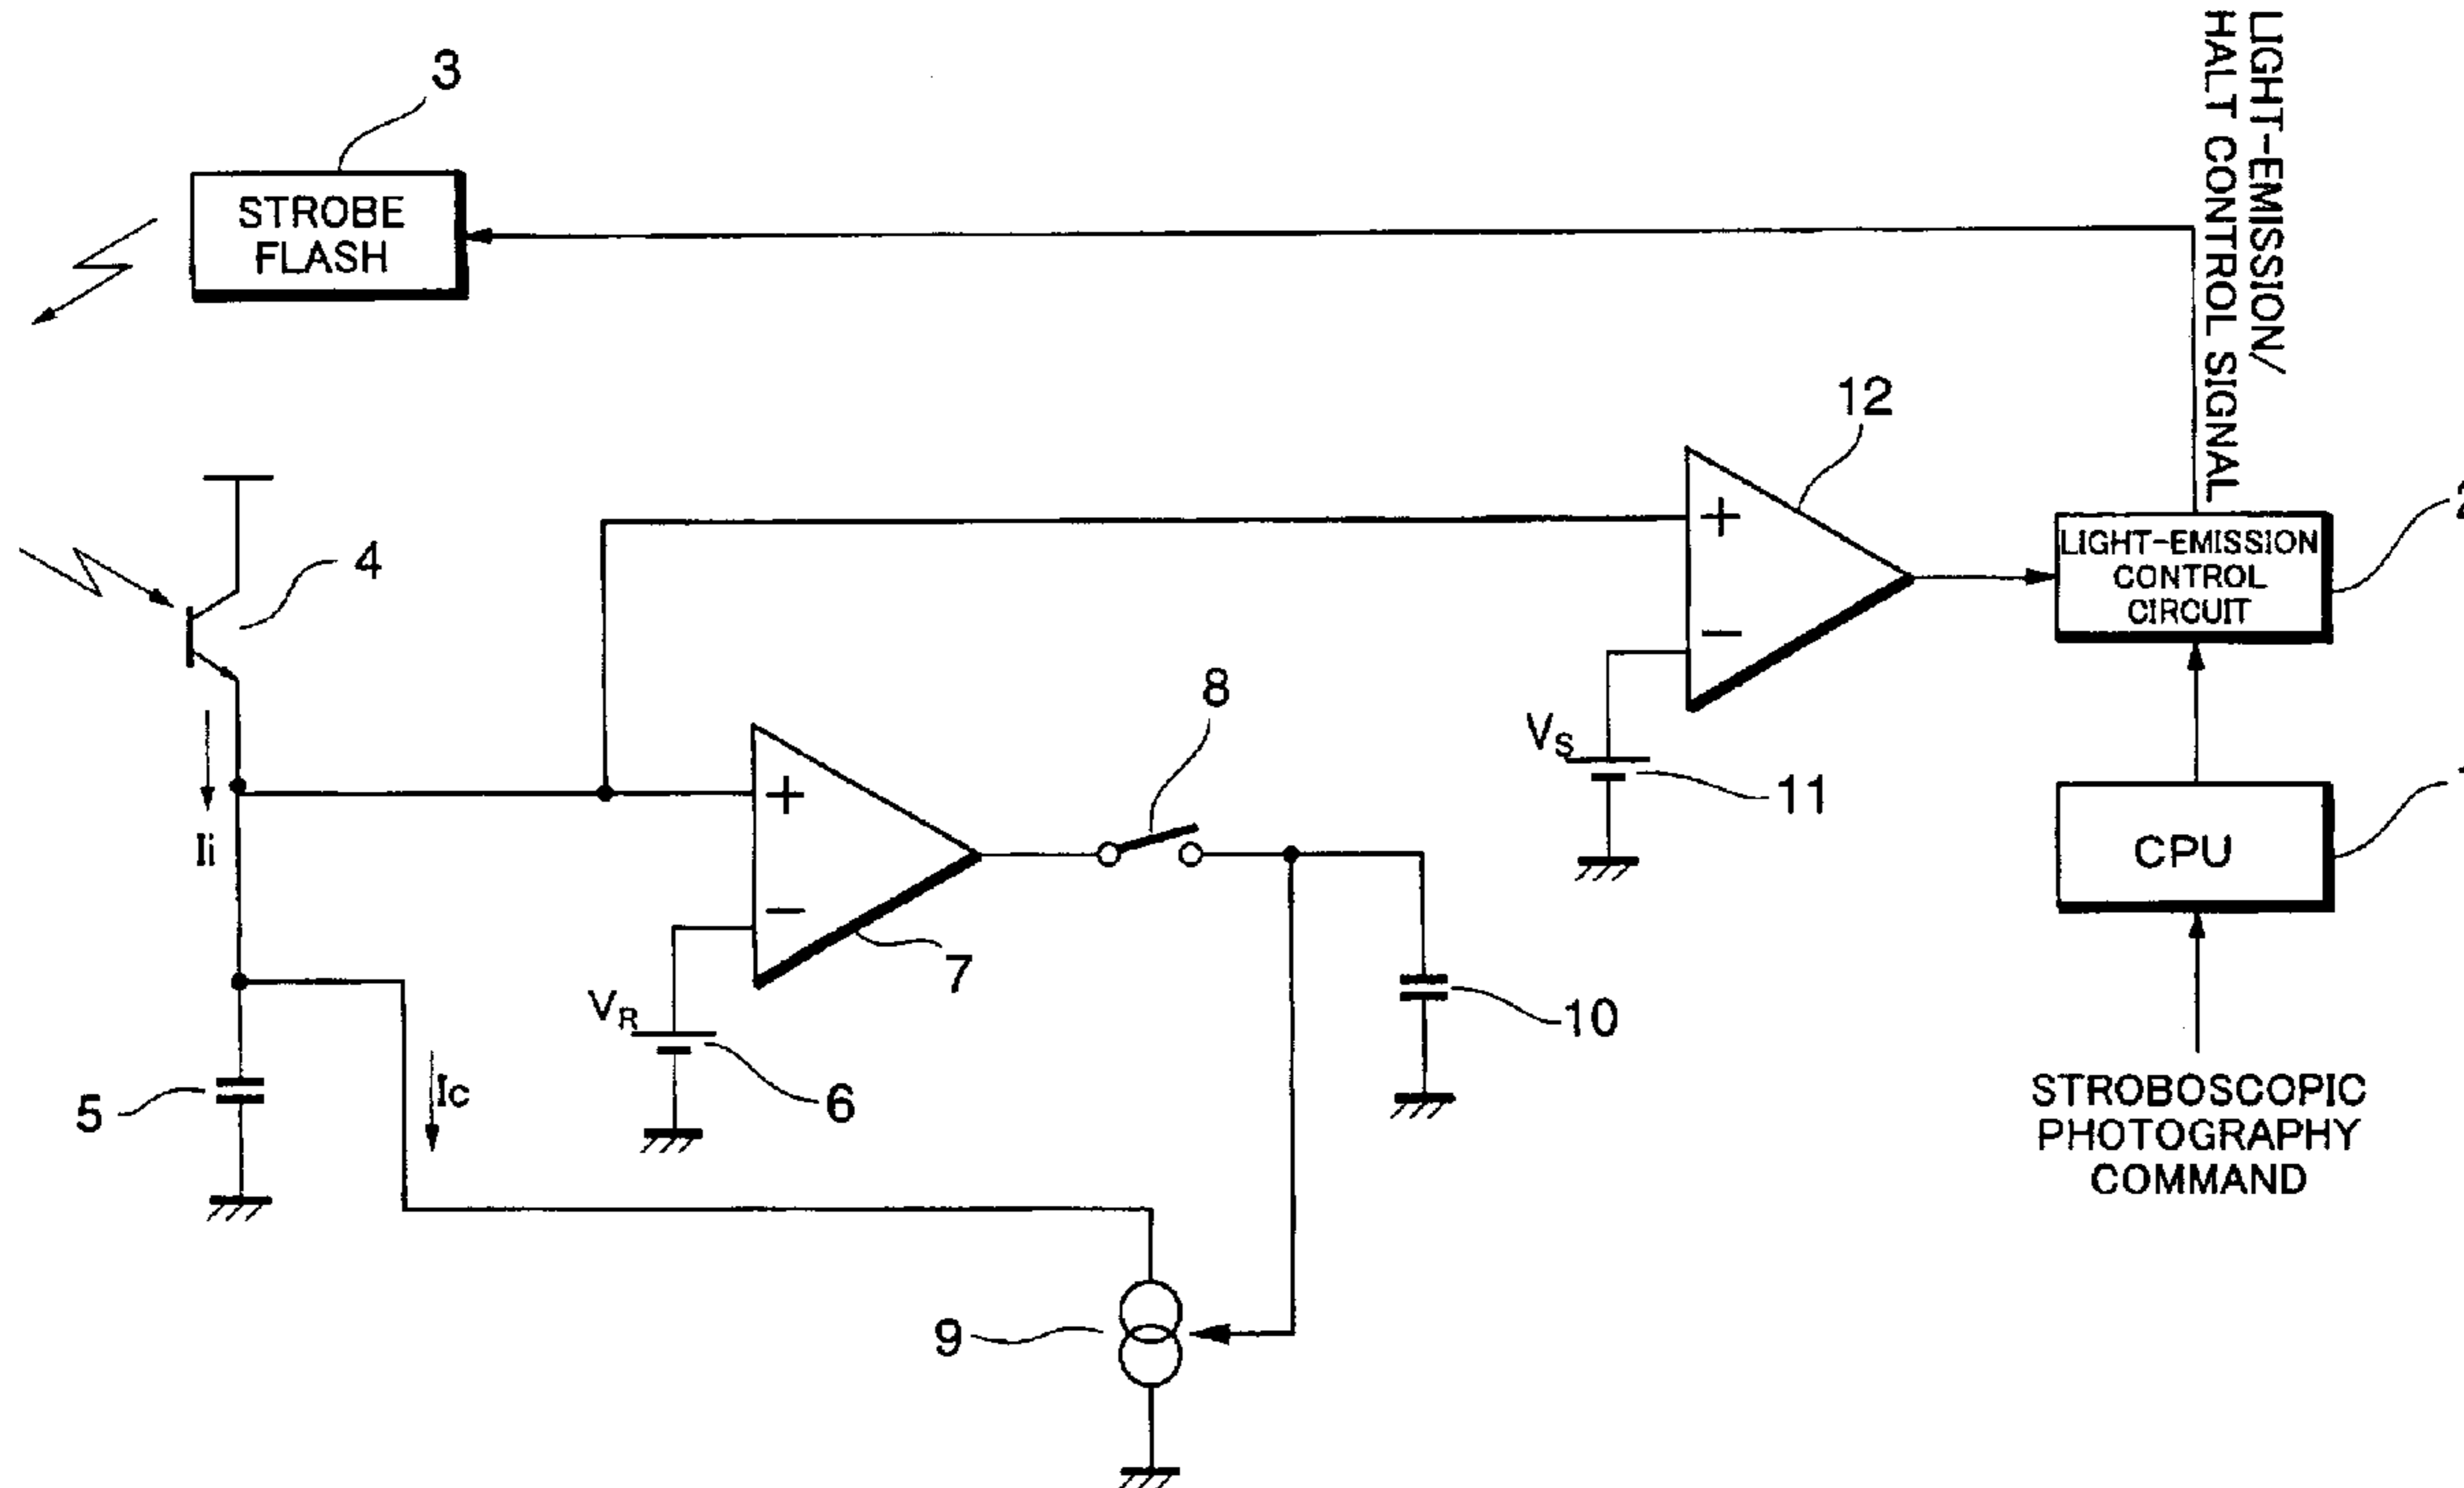 LIGHT-EMISSION/
HALT CONTROL SIGNAL
3
STROBE
FLASH
12
+
−
4
LIGHT-EMISSION
CONTROL
CIRCUIT
8
VS
11
+
−
Ii
7
CPU
VR
6
10
5
Ic
STROBOSCOPIC
PHOTOGRAPHY
COMMAND
9